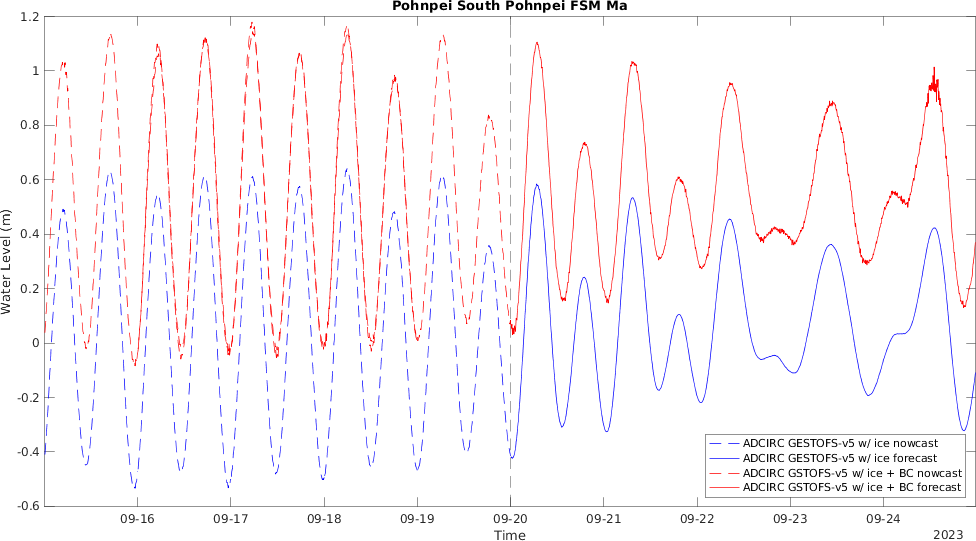 Pohnpei South Pohnpei FSM Ma
Water Level (m)
1.2
1
0.8
0.6
0.4
0.2
0
-0.2
-0.4
-0.6
ADCIRC GESTOFS-v5 w/ ice nowcast
ADCIRC GESTOFS-v5 w/ ice forecast
ADCIRC GSTOFS-v5 w/ ice + BC nowcast
ADCIRC GSTOFS-v5 w/ ice + BC forecast
09-16 09-17 09-18 09-19 09-20 09-21 09-22 09-23 09-24
Time
2023